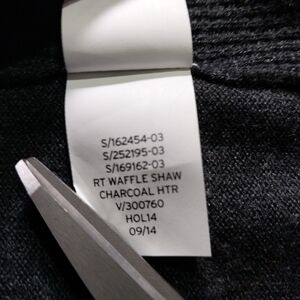 S/162454-03
S/252195-03
S/169162-03
RT WAFFLE SHAW
CHARCOAL HTR
V/300760
HOL14
09/14